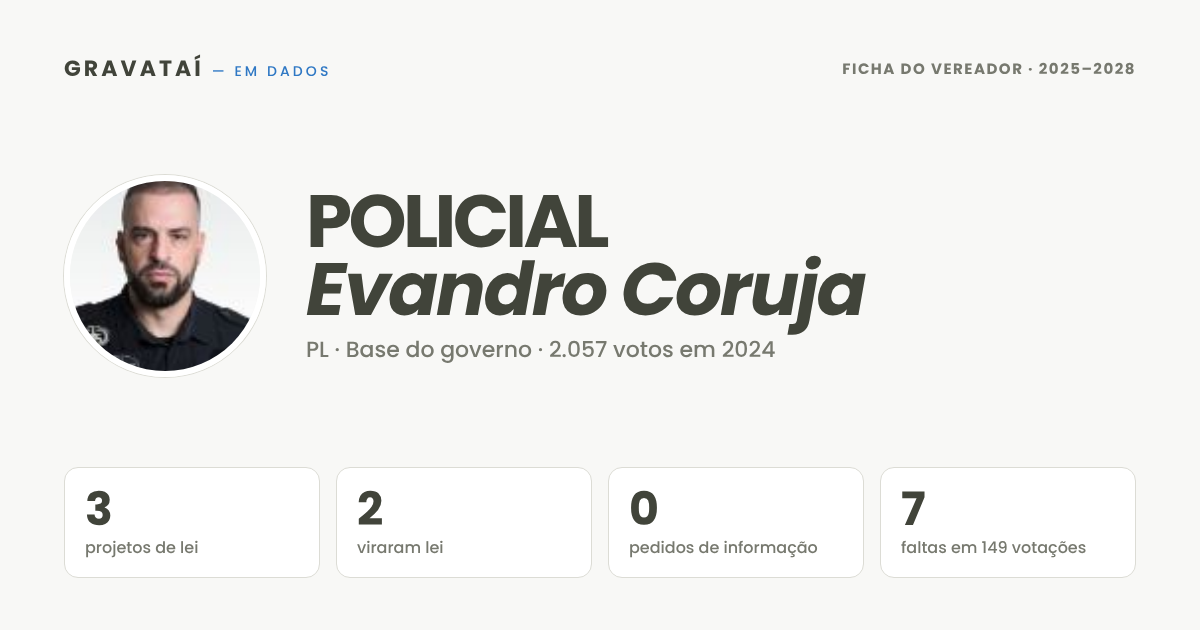 GRAVATAÍ — EM DADOS
FICHA DO VEREADOR · 2025–2028
POLICIAL
Evandro Coruja
PL · Base do governo · 2.057 votos em 2024
3
projetos de lei
2
viraram lei
0
pedidos de informação
7
faltas em 149 votações